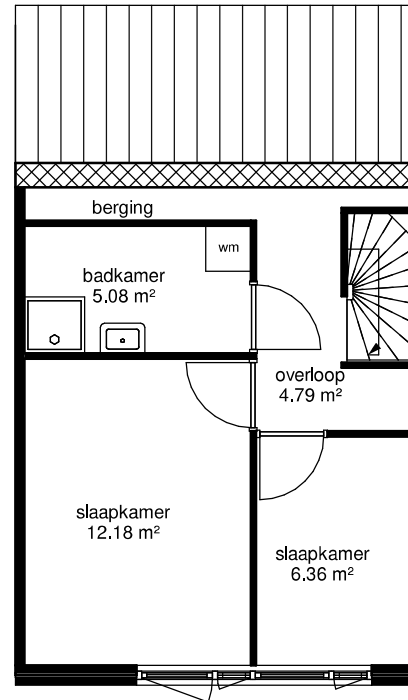 berging
wm
badkamer
5.08 m²
overloop
4.79 m²
slaapkamer
12.18 m²
slaapkamer
6.36 m²